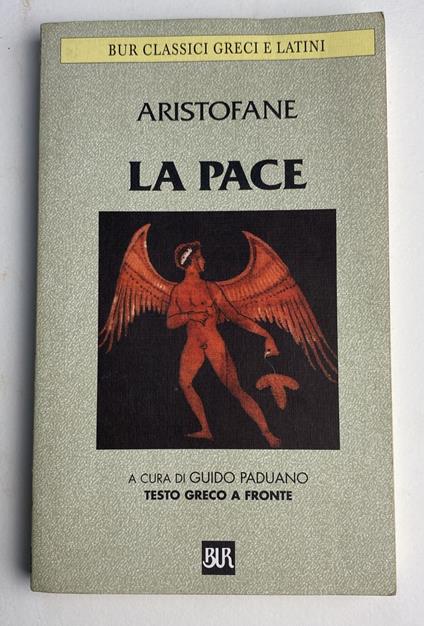 BUR CLASSICI GRECI E LATINI
ARISTOFANE
LA PACE
A CURA DI GUIDO PADUANO
TESTO GRECO A FRONTE
BUR